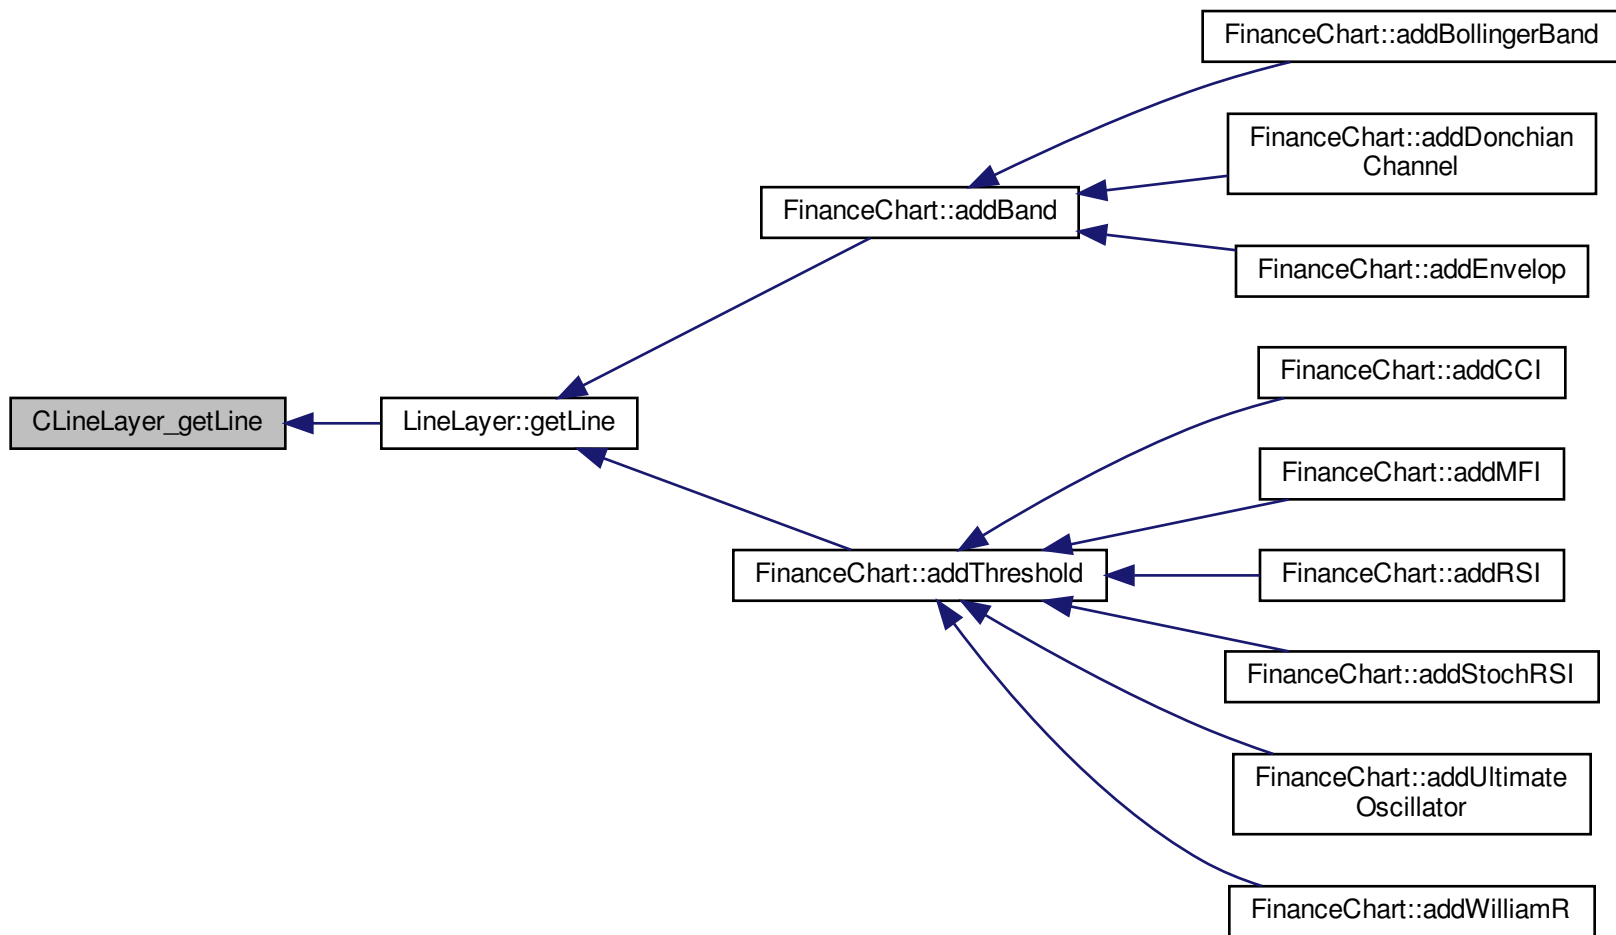 FinanceChart::addBollingerBand
FinanceChart::addDonchian
Channel
FinanceChart::addBand
FinanceChart::addEnvelop
FinanceChart::addCCI
CLineLayer_getLine
LineLayer::getLine
FinanceChart::addMFI
FinanceChart::addThreshold
FinanceChart::addRSI
FinanceChart::addStochRSI
FinanceChart::addUltimate
Oscillator
FinanceChart::addWilliamR